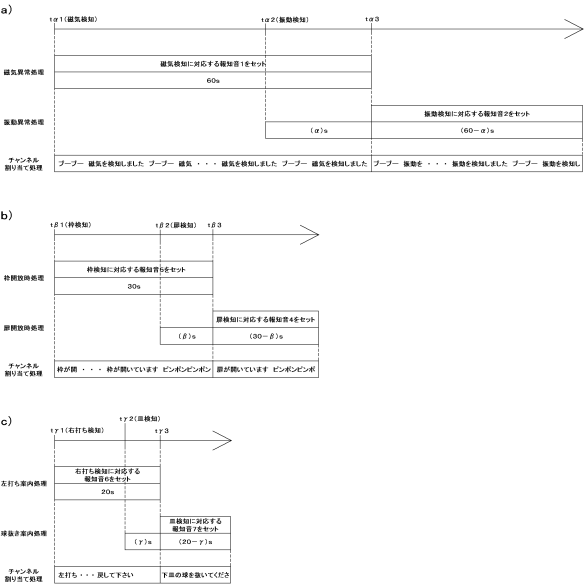 a)
tα1(磁気検知)
tα2(振動検知)
tα3
磁気異常処理
磁気検知に対応する報知音1をセット
60s
振動異常処理
振動検知に対応する報知音2をセット
(α)s
(60-α)s
チャンネル
割り当て処理
ブーブー 磁気を検知しました ブーブー 磁気 ・・・ 磁気を検知しました ブーブー 磁気を検知しました
ブーブー 振動を ・・・ 振動を検知しました ブーブー 振動を検知し
b)
tβ1(枠検知)
tβ2(扉検知)
tβ3
枠開放時処理
枠検知に対応する報知音5をセット
30s
扉開放時処理
扉検知に対応する報知音4をセット
(β)s
(30-β)s
チャンネル
割り当て処理
枠が開 ・・・ 枠が開いています ピンポンピンポン
扉が開いています ピンポンピンポ
c)
tγ2(皿検知)
tγ1(右打ち検知)
tγ3
左打ち案内処理
右打ち検知に対応する
報知音6をセット
20s
球抜き案内処理
皿検知に対応する
報知音7をセット
(γ)s
(20-γ)s
チャンネル
割り当て処理
左打ち・・・戻して下さい
下皿の球を抜いてくださ